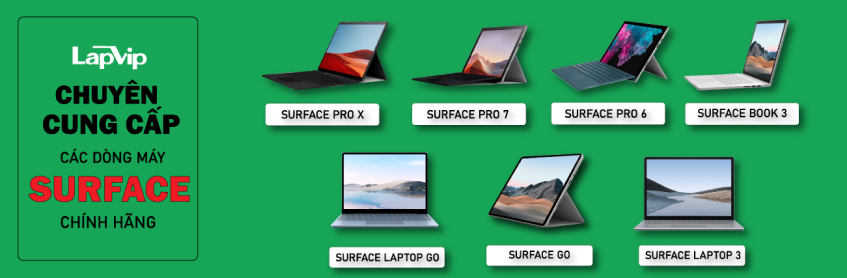 LapVip
CHUYÊN
CUNG CẤP
CÁC DÒNG MÁY
SURFACE
CHÍNH HÃNG
SURFACE PRO X
SURFACE PRO 7
SURFACE PRO 6
SURFACE BOOK 3
SURFACE LAPTOP GO
SURFACE GO
SURFACE LAPTOP 3